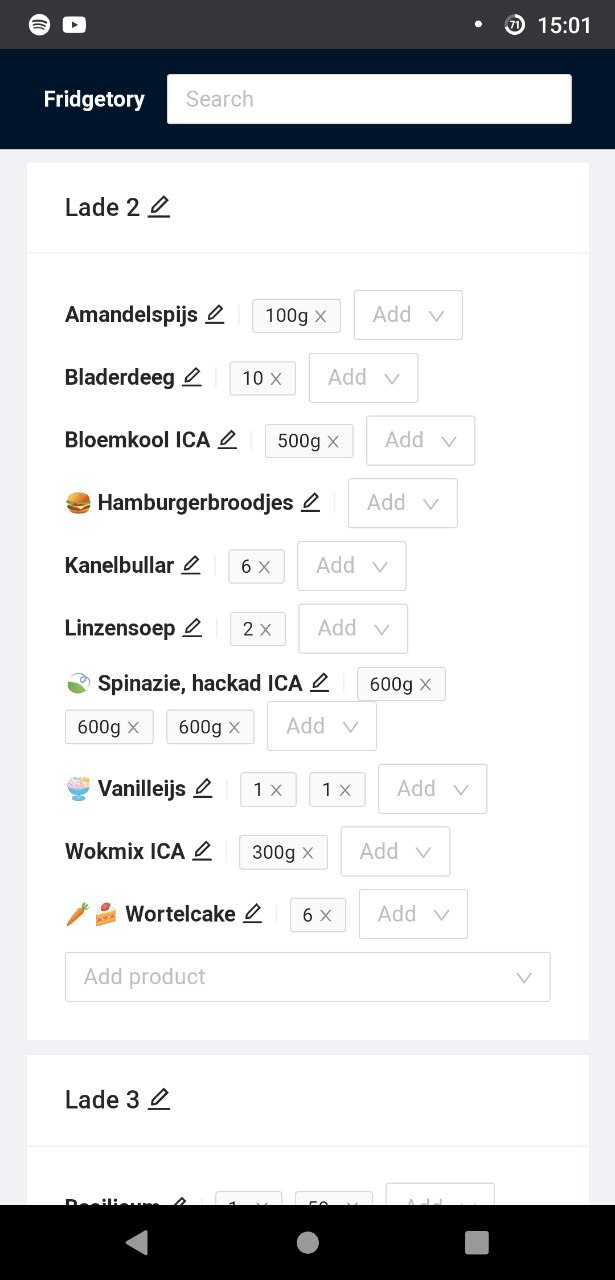 71 15:01
Fridgetory Search
Lade 2
Amandelspijs 100g Add
Bladerdeeg 10 Add
Bloemkool ICA 500g Add
Hamburgerbroodjes Add
Kanelbullar 6 Add
Linzensoep 2 Add
Spinazie, hackad ICA 600g
600g 600g Add
Vanilleijs 1 1 Add
Wokmix ICA 300g Add
Wortelcake 6 Add
Add product
Lade 3
Basilicum Add